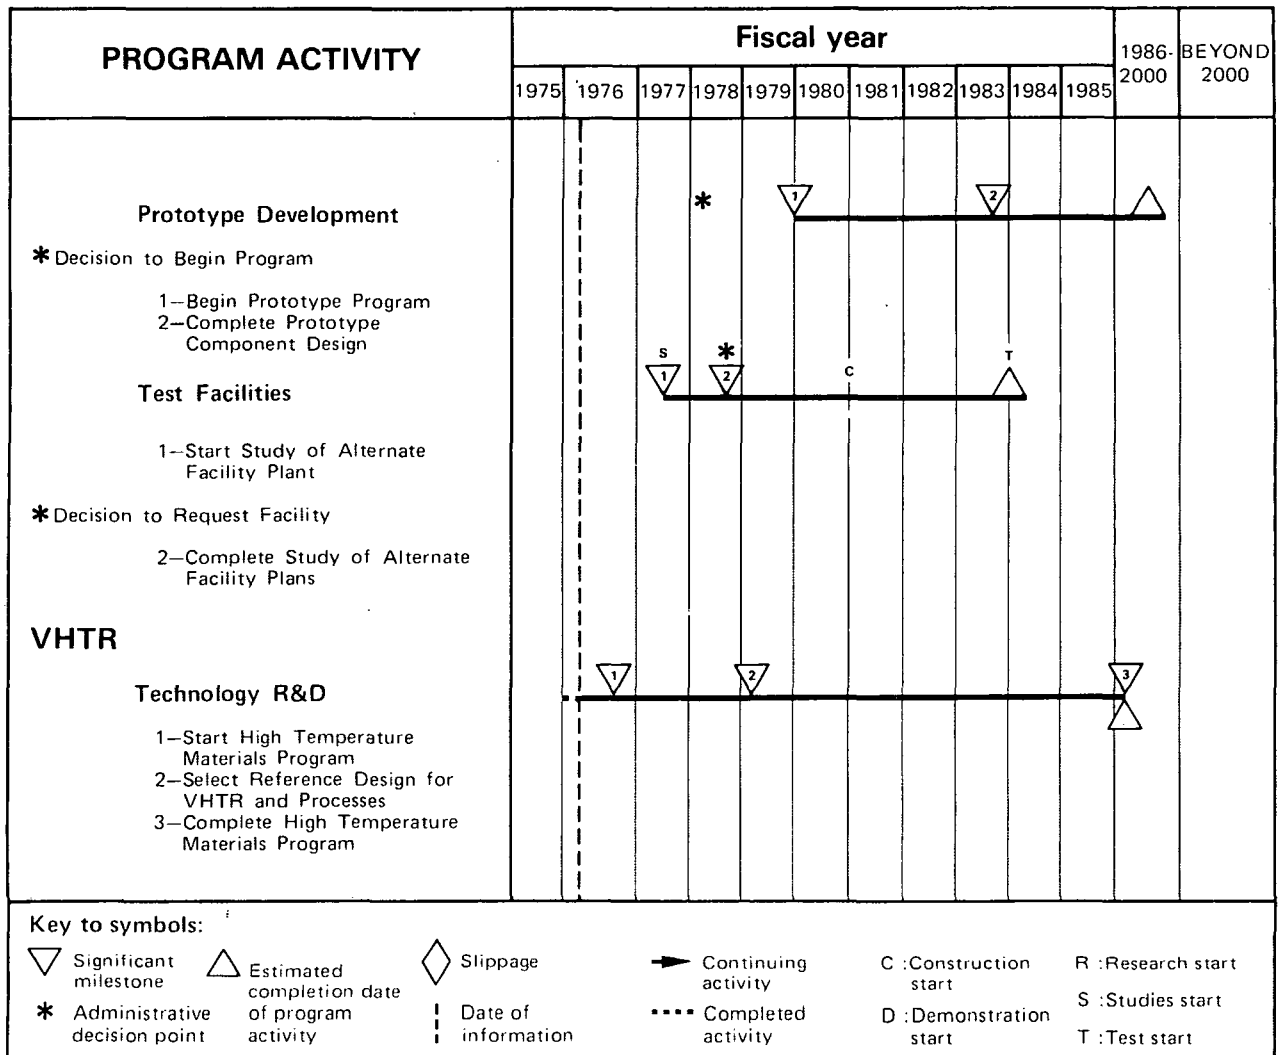 PROGRAM ACTIVITY
Fiscal year
1986-
2000
BEYOND
2000
1975 1976 1977 1978 1979 1980 1981 1982 1983 1984 1985
* 1 2
Prototype Development
* Decision to Begin Program
1—Begin Prototype Program
2—Complete Prototype
Component Design
S * C T
1 2
Test Facilities
1—Start Study of Alternate
Facility Plant
* Decision to Request Facility
2—Complete Study of Alternate
Facility Plans
VHTR
1 2 3
Technology R&D
1—Start High Temperature
Materials Program
2—Select Reference Design for
VHTR and Processes
3—Complete High Temperature
Materials Program
Key to symbols:
Significant
milestone
* Administrative
decision point
Estimated
completion date
of program
activity
Slippage
Date of
information
Continuing
activity
Completed
activity
C :Construction
start
D :Demonstration
start
R :Research start
S :Studies start
T :Test start